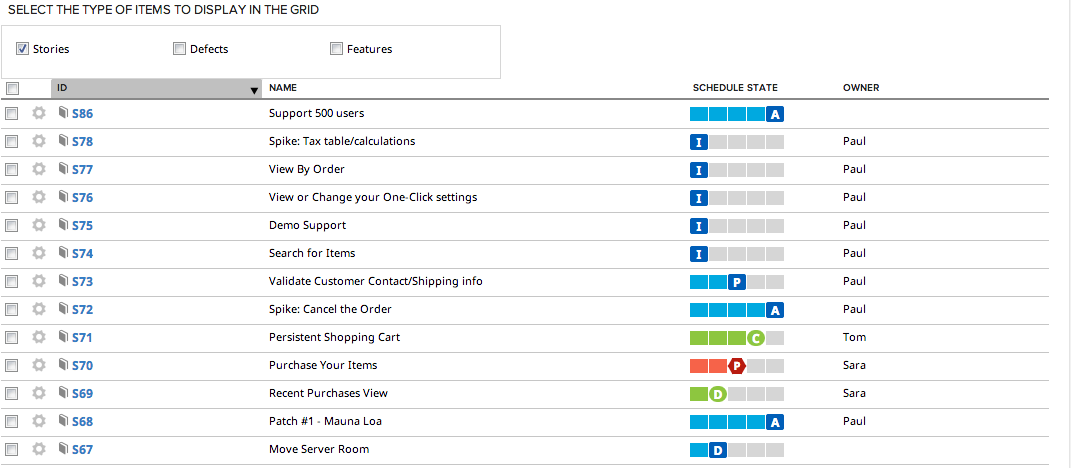 SELECT THE TYPE OF ITEMS TO DISPLAY IN THE GRID
Stories Defects Features
ID NAME SCHEDULE STATE OWNER
S86 Support 500 users A
S78 Spike: Tax table/calculations I Paul
S77 View By Order I Paul
S76 View or Change your One-Click settings I Paul
S75 Demo Support I Paul
S74 Search for Items I Paul
S73 Validate Customer Contact/Shipping info P Paul
S72 Spike: Cancel the Order A Paul
S71 Persistent Shopping Cart C Tom
S70 Purchase Your Items P Sara
S69 Recent Purchases View D Sara
S68 Patch #1 - Mauna Loa A Paul
S67 Move Server Room D